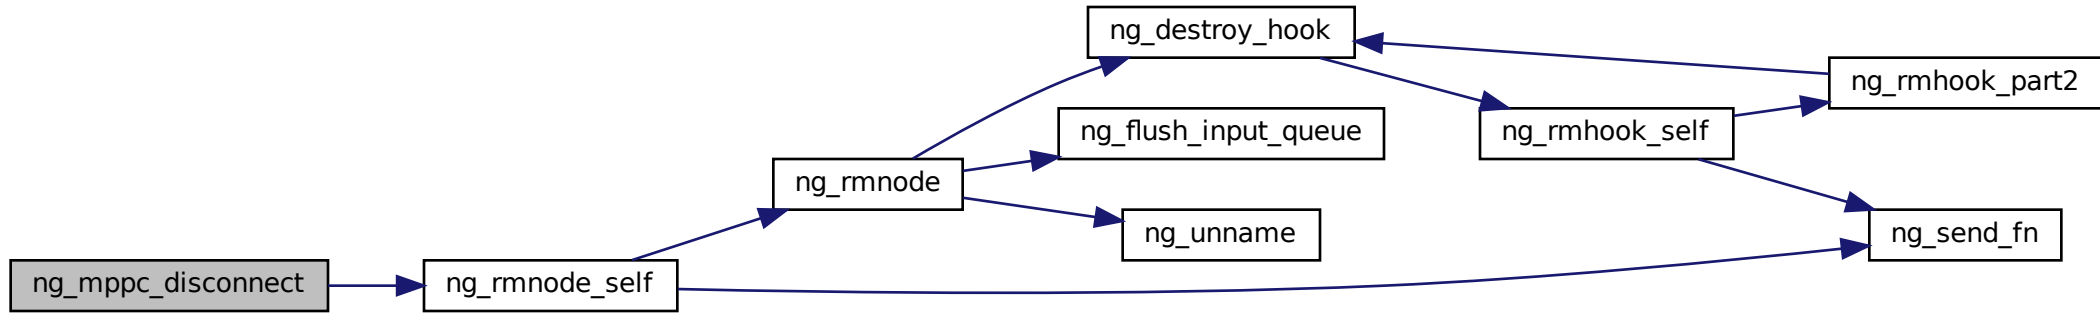 ng_destroy_hook
ng_rmhook_part2
ng_flush_input_queue
ng_rmhook_self
ng_rmnode
ng_unname
ng_send_fn
ng_mppc_disconnect
ng_rmnode_self